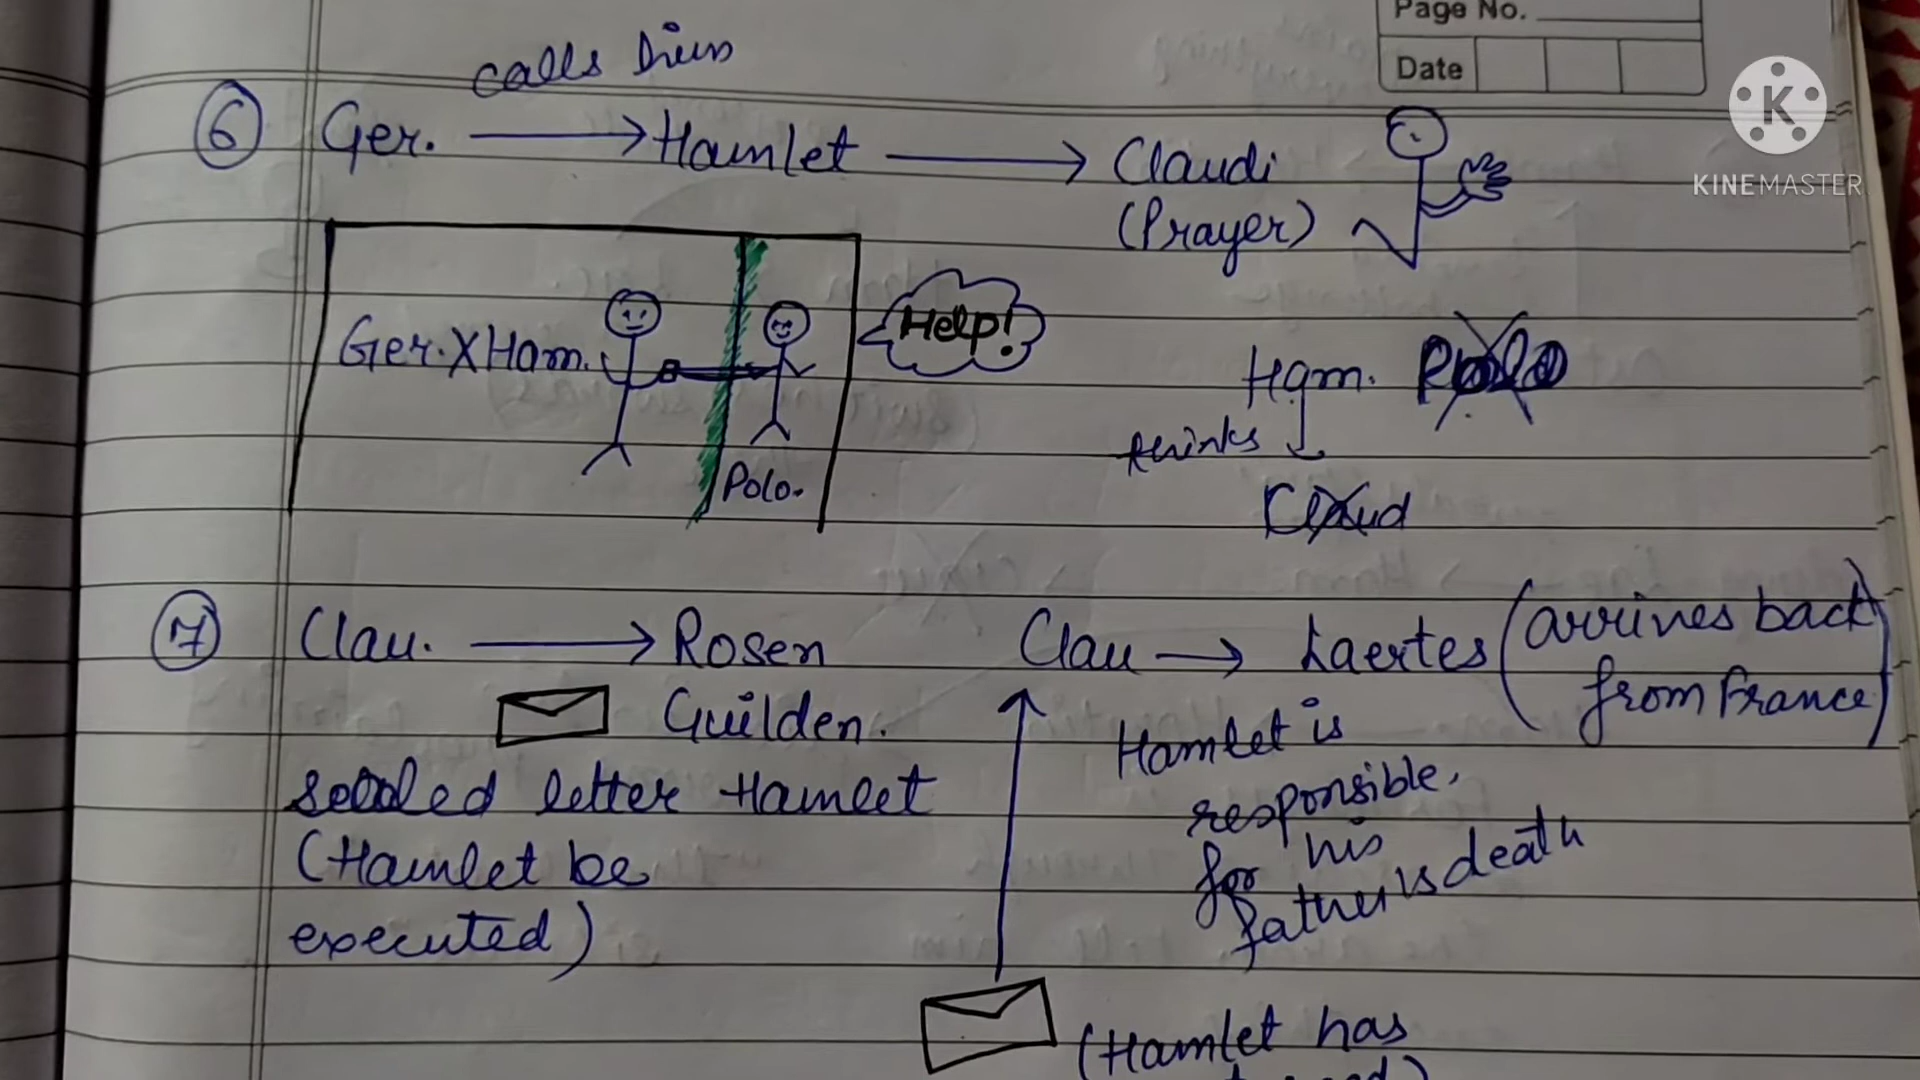 Page No.
Date
KINEMASTER
calls him
6 Ger. → Hamlet → Claudi
(Prayer)
Ger. X Ham.
Help!
Polo.
Ham. Polo
thinks ↓
Claud
7 Clau. → Rosen
Guilden.
sealed letter Hamlet
(Hamlet be
executed)
Clau → Laertes (arrives back
from France)
Hamlet is
responsible
for his
father's death
(Hamlet has